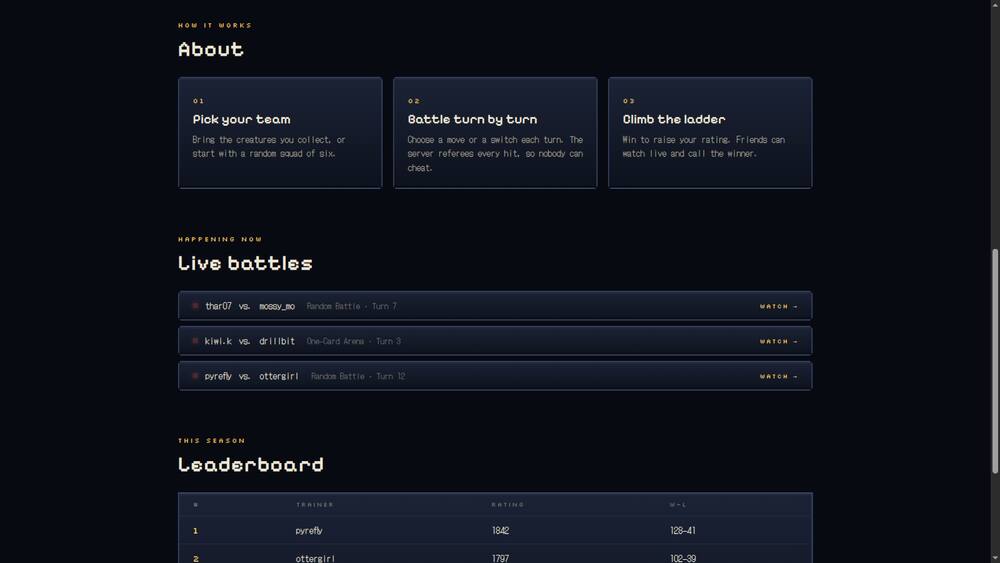 HOW IT WORKS
About
01
Pick your team
Bring the creatures you collect, or
start with a random squad of six.
02
Battle turn by turn
Choose a move or a switch each turn. The
server referees every hit, so nobody can
cheat.
03
Climb the ladder
Win to raise your rating. Friends can
watch live and call the winner.
HAPPENING NOW
Live battles
thar07 vs. mossy_mo Random Battle · Turn 7 WATCH →
kiwi.k vs. drillbit One-Card Arena · Turn 3 WATCH →
pyrefly vs. ottergirl Random Battle · Turn 12 WATCH →
THIS SEASON
Leaderboard
# TRAINER RATING W–L
1 pyrefly 1842 128–41
2 ottergirl 1797 102–39